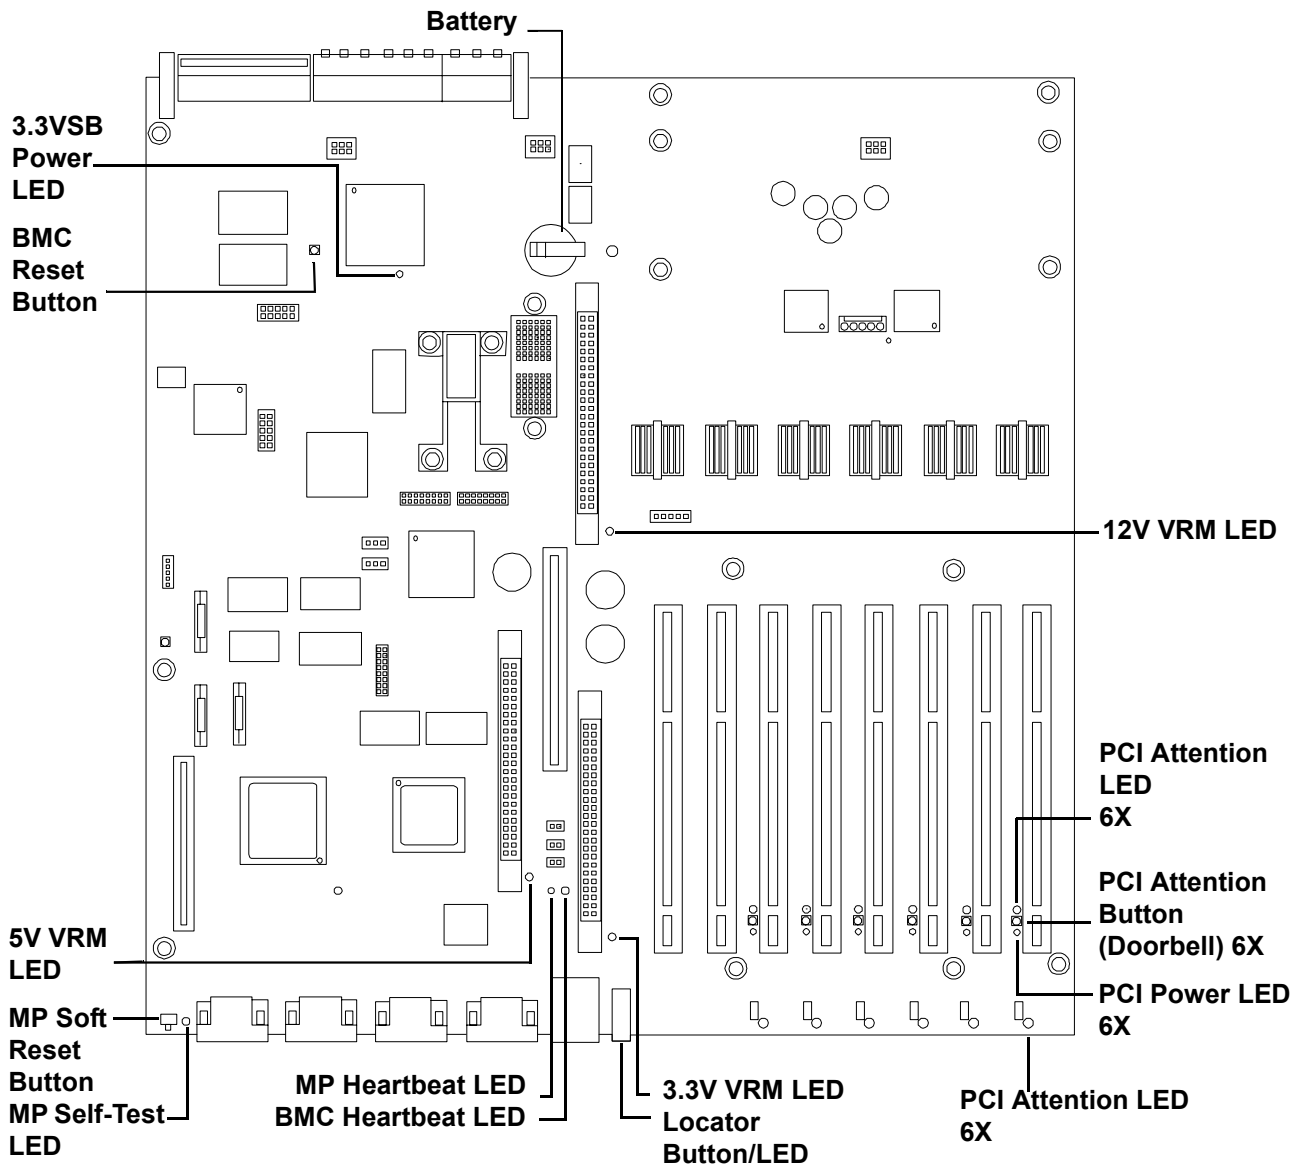 Battery
3.3VSB
Power
LED
BMC
Reset
Button
12V VRM LED
PCI Attention
LED
6X
PCI Attention
Button
(Doorbell) 6X
PCI Power LED
6X
5V VRM
LED
MP Soft
Reset
Button
MP Self-Test
LED
MP Heartbeat LED
BMC Heartbeat LED
3.3V VRM LED
Locator
Button/LED
PCI Attention LED
6X